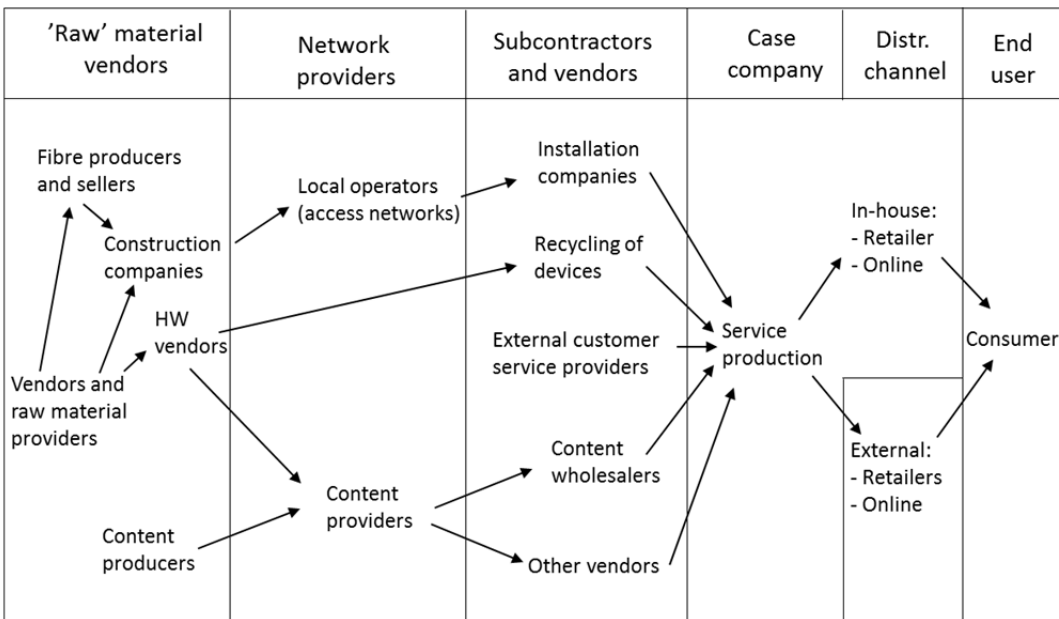 ’Raw’ material
vendors
Network
providers
Subcontractors
and vendors
Case
company
Distr.
channel
End
user
Fibre producers
and sellers
Construction
companies
HW
vendors
Vendors and
raw material
providers
Content
producers
Local operators
(access networks)
Content
providers
Installation
companies
Recycling of
devices
External customer
service providers
Content
wholesalers
Other vendors
Service
production
In-house:
- Retailer
- Online
External:
- Retailers
- Online
Consumer